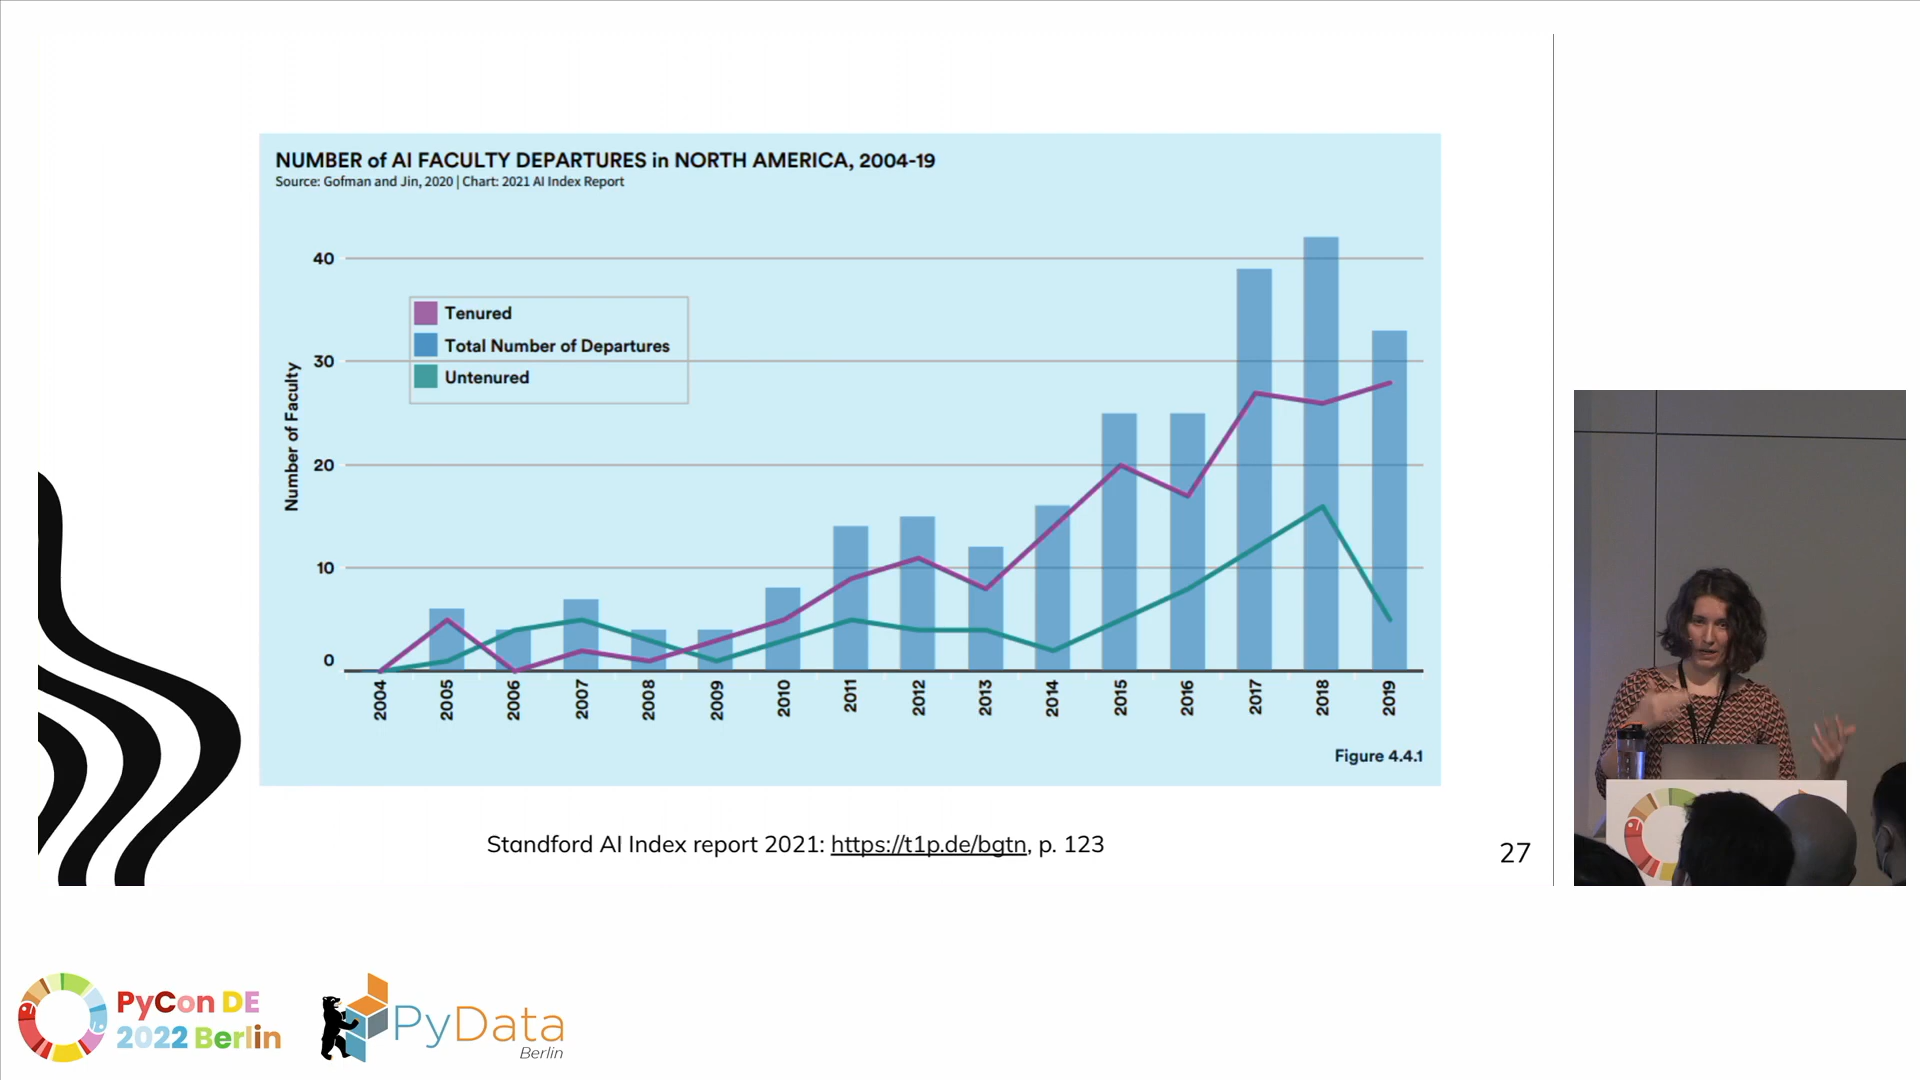 NUMBER of AI FACULTY DEPARTURES in NORTH AMERICA, 2004-19
Source: Gofman and Jin, 2020 | Chart: 2021 AI Index Report
Number of Faculty
40
30
20
10
0
Tenured
Total Number of Departures
Untenured
2004
2005
2006
2007
2008
2009
2010
2011
2012
2013
2014
2015
2016
2017
2018
2019
Figure 4.4.1
Standford AI Index report 2021: https://t1p.de/bgtn, p. 123
27
PyCon DE
2022 Berlin
PyData
Berlin